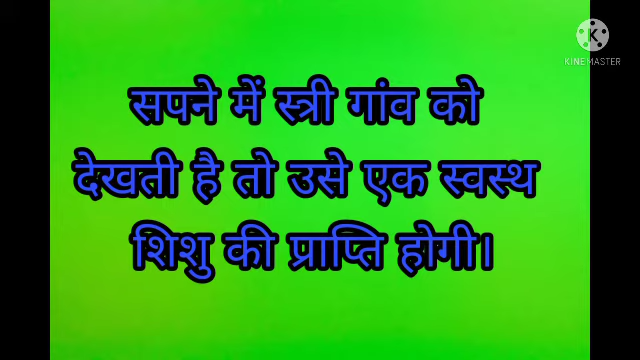 सपने में स्त्री गांव को
देखती है तो उसे एक स्वस्थ
शिशु की प्राप्ति होगी।
K
KINEMASTER